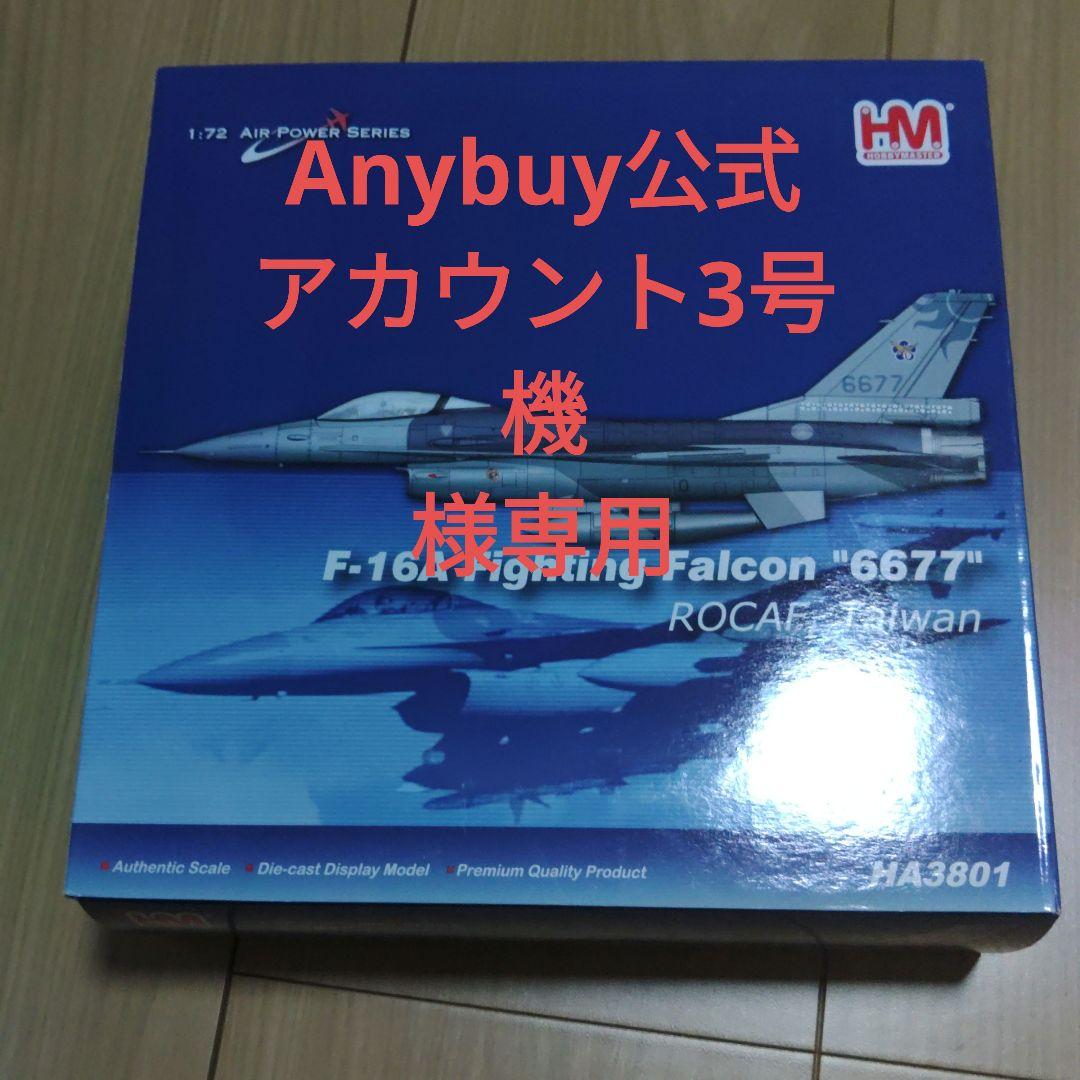 1:72 AIR POWER SERIES
HM
HOBBYMASTER
Anybuy公式
アカウント3号
機
様専用
6677
F-16A Fighting Falcon "6677"
ROCAF, Taiwan
Authentic Scale Die-cast Display Model Premium Quality Product
HA3801
HM